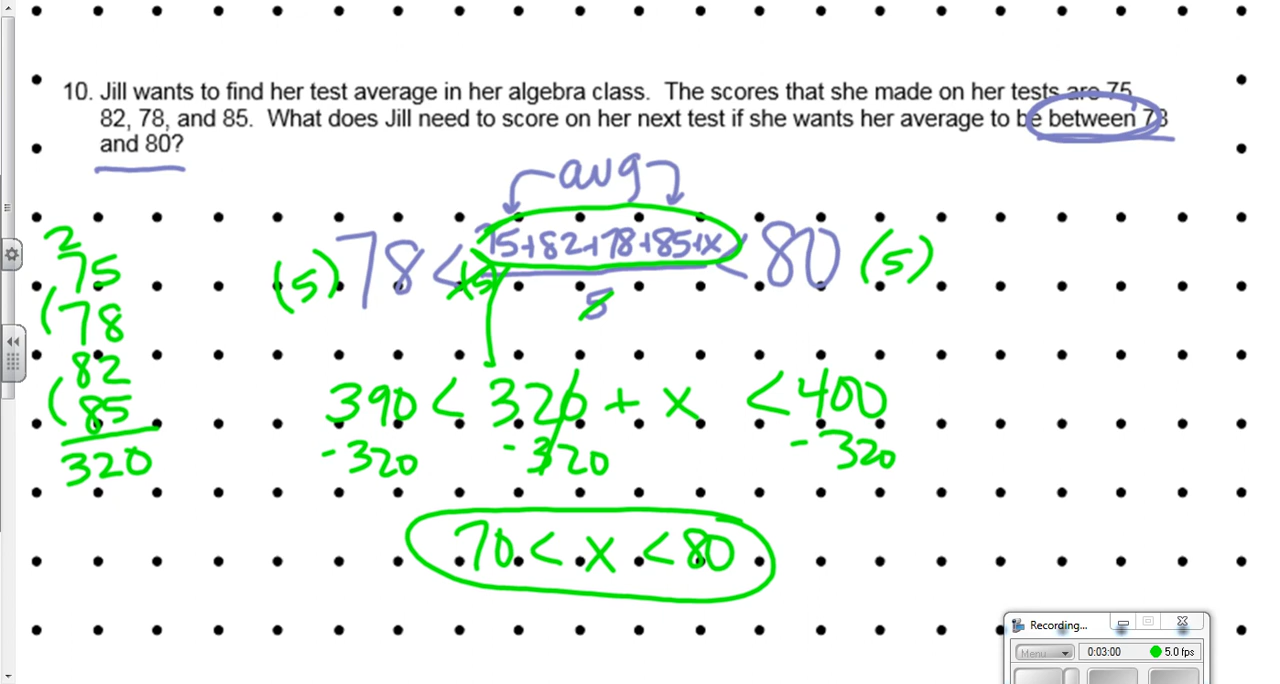 10. Jill wants to find her test average in her algebra class. The scores that she made on her tests are 75,
82, 78, and 85. What does Jill need to score on her next test if she wants her average to be between 78
and 80?
avg
(5) 78 < 75+82+78+85+x < 80 (5)
(5)
5
2
75
78
82
85
320
390 < 320 + x < 400
-320 -320 -320
70 < x < 80
Recording...
Menu 0:03:00 5.0 fps